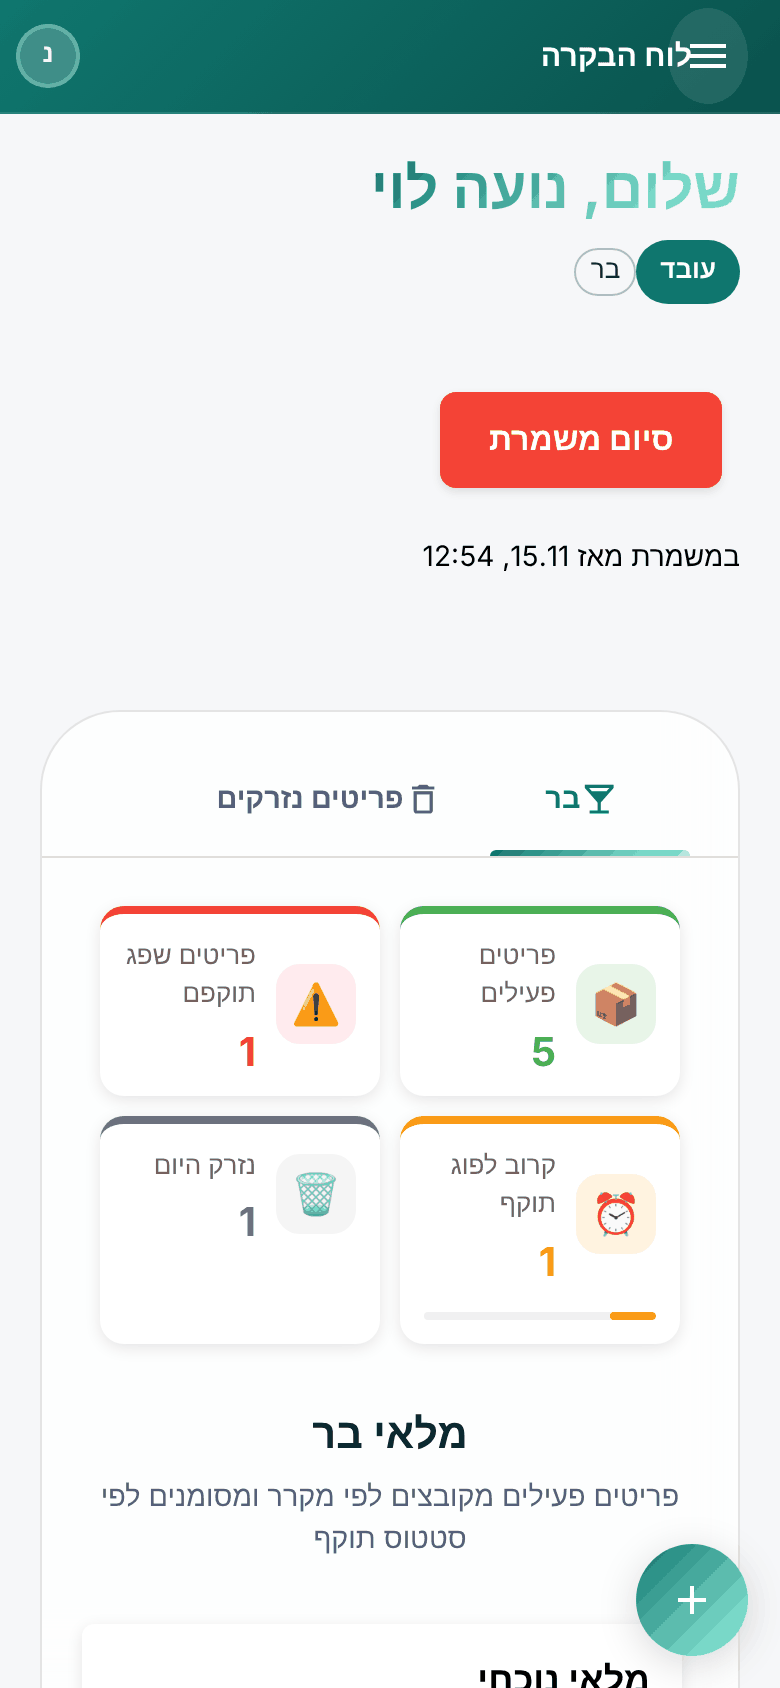 לוח הבקרה
נ
שלום, נועה לוי
עובד
בר
סיום משמרת
במשמרת מאז 15.11, 12:54
בר
פריטים נזרקים
פריטים
פעילים
5
פריטים שפג
תוקפם
1
קרוב לפוג
תוקף
1
נזרק היום
1
מלאי בר
פריטים פעילים מקובצים לפי מקרר ומסומנים לפי
סטטוס תוקף
מלאי נוכחי